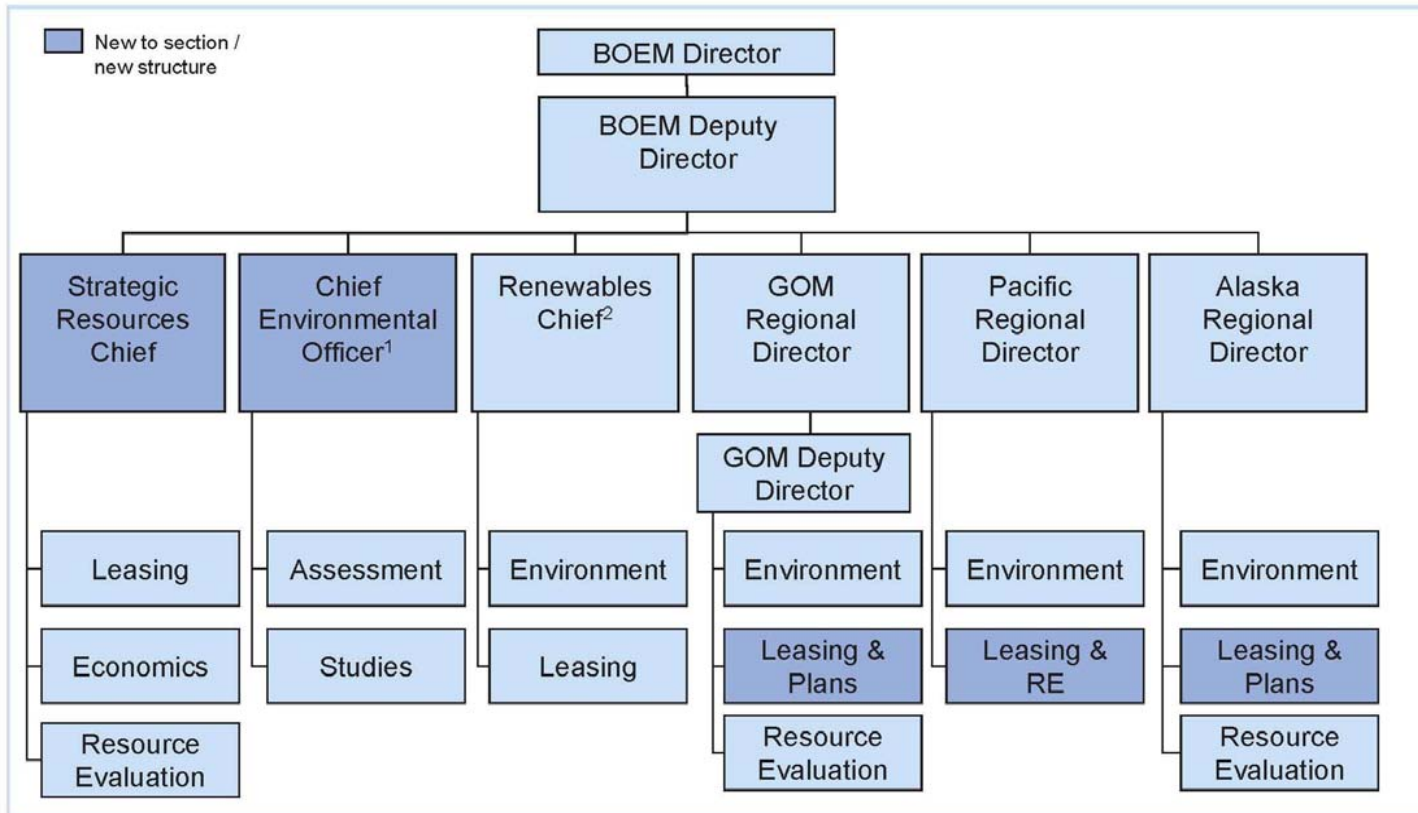 New to section /
new structure
BOEM Director
BOEM Deputy
Director
Strategic
Resources
Chief
Chief
Environmental
Officer¹
Renewables
Chief²
GOM
Regional
Director
Pacific
Regional
Director
Alaska
Regional
Director
GOM Deputy
Director
Leasing
Economics
Resource
Evaluation
Assessment
Studies
Environment
Leasing
Environment
Leasing &
Plans
Resource
Evaluation
Environment
Leasing &
RE
Environment
Leasing &
Plans
Resource
Evaluation